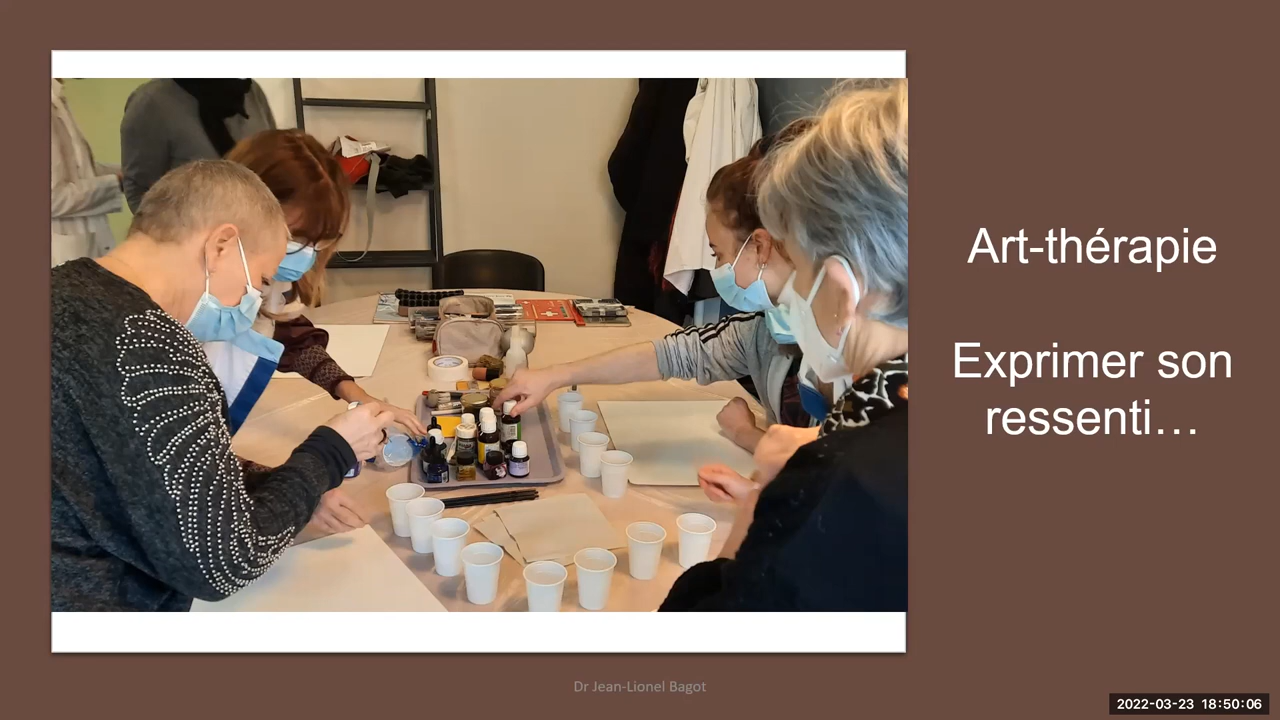 Art-thérapie
Exprimer son
ressenti…
Dr Jean-Lionel Bagot
2022-03-23 18:50:06